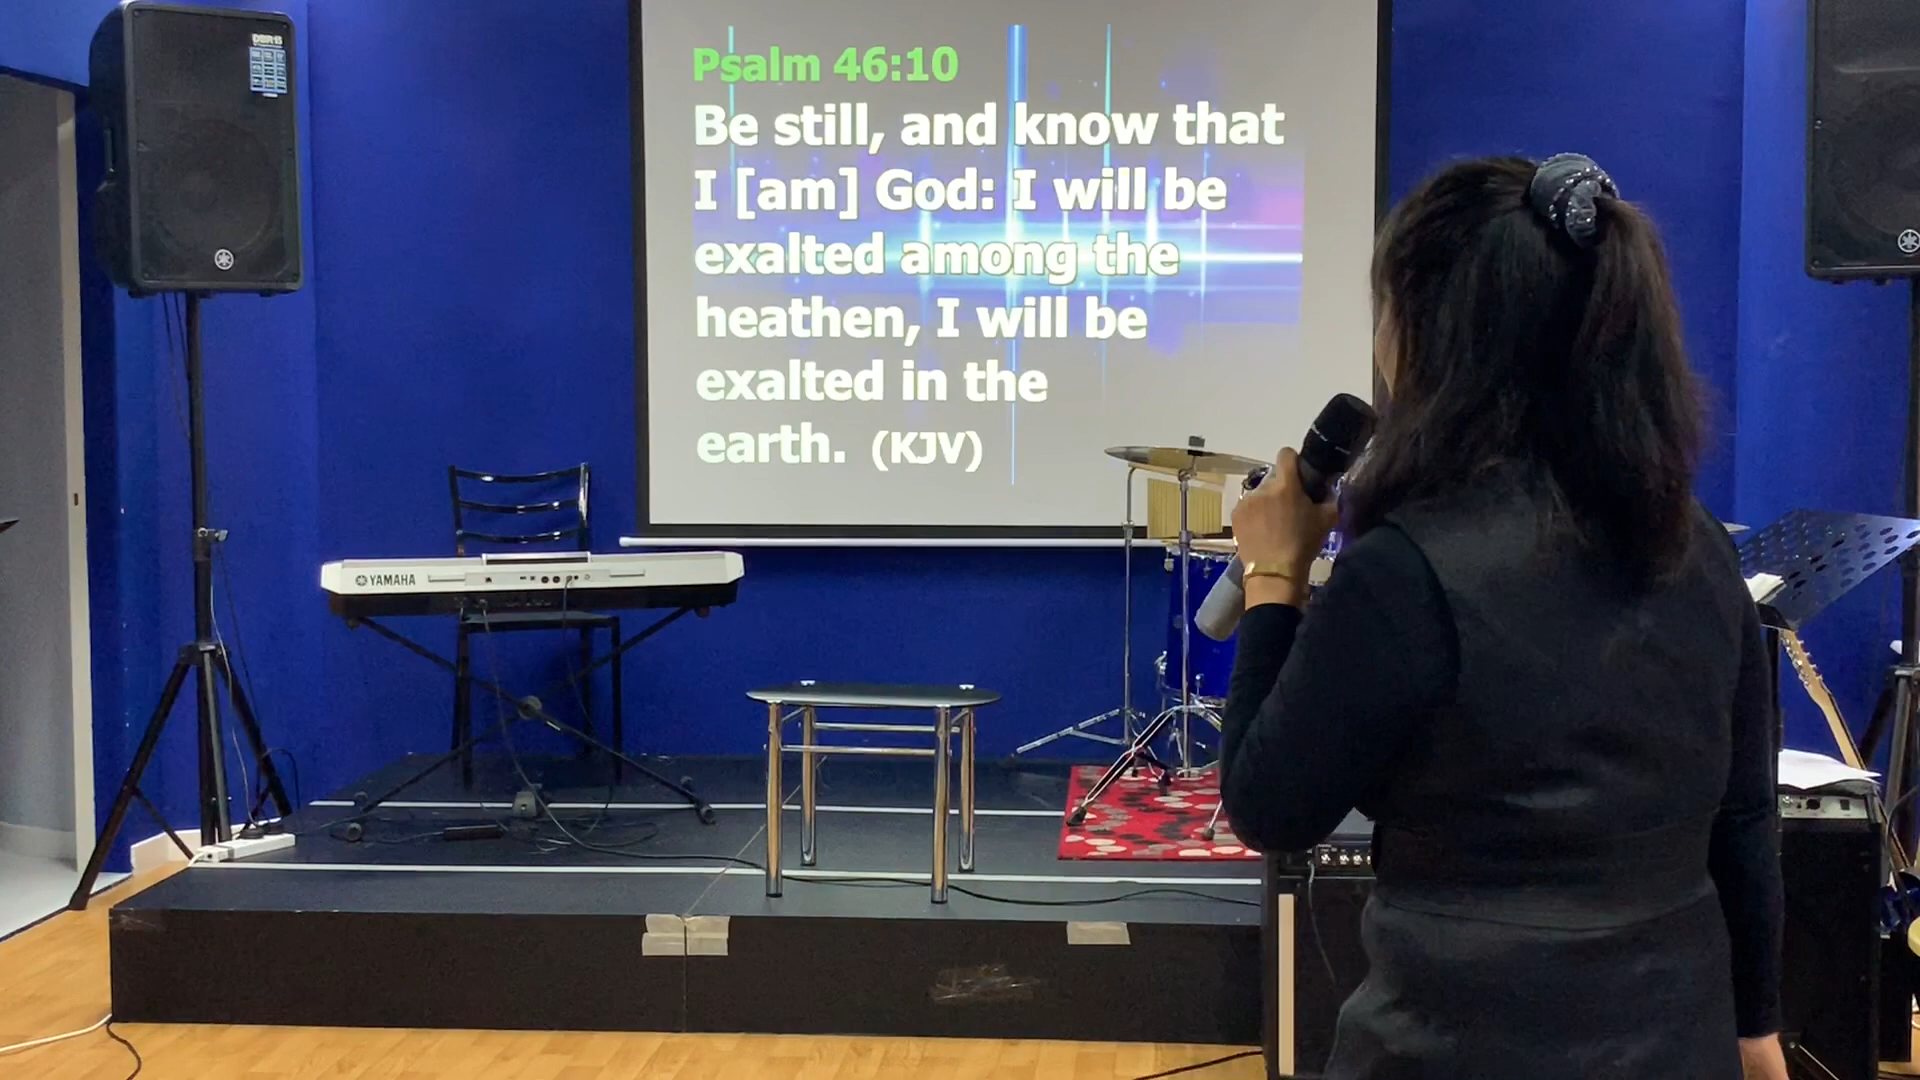 Psalm 46:10
Be still, and know that
I [am] God: I will be
exalted among the
heathen, I will be
exalted in the
earth. (KJV)
DBR15
YAMAHA